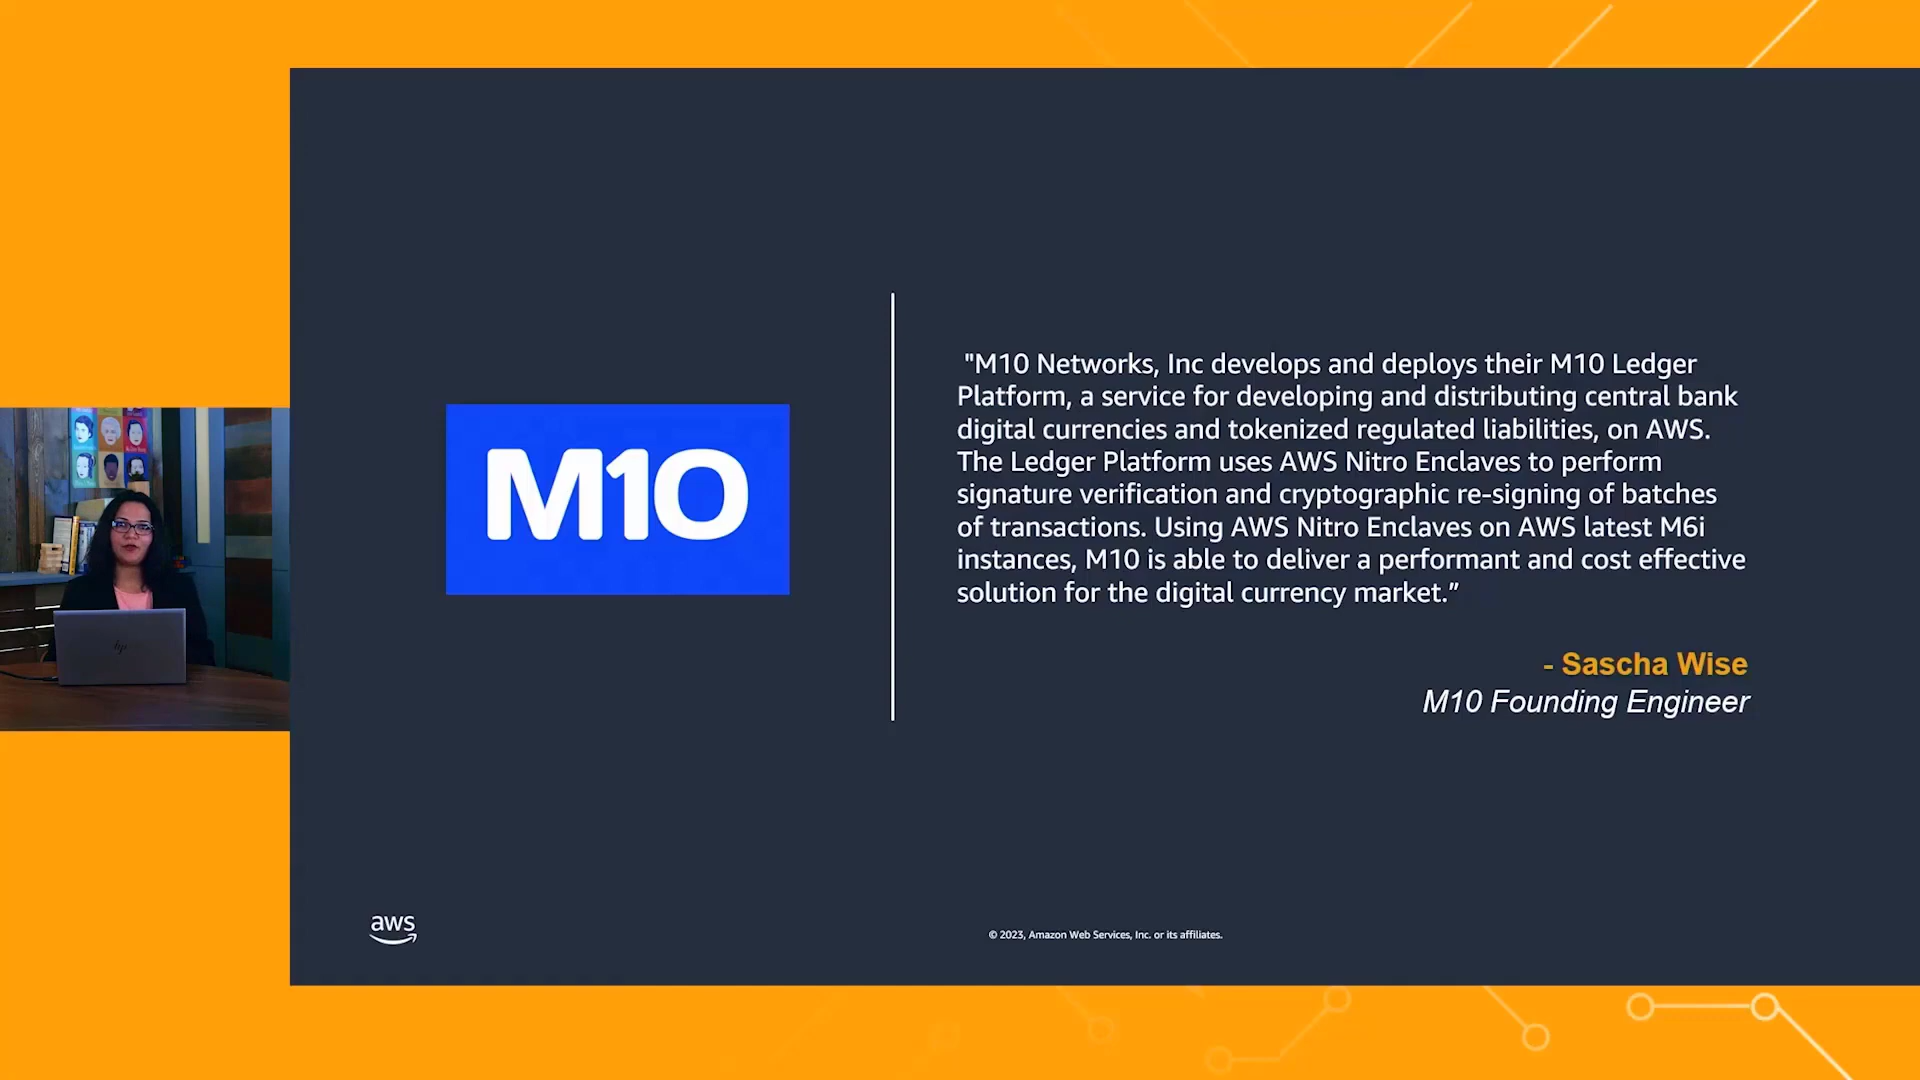 M10
"M10 Networks, Inc develops and deploys their M10 Ledger
Platform, a service for developing and distributing central bank
digital currencies and tokenized regulated liabilities, on AWS.
The Ledger Platform uses AWS Nitro Enclaves to perform
signature verification and cryptographic re-signing of batches
of transactions. Using AWS Nitro Enclaves on AWS latest M6i
instances, M10 is able to deliver a performant and cost effective
solution for the digital currency market.”
- Sascha Wise
M10 Founding Engineer
hp
aws
© 2023, Amazon Web Services, Inc. or its affiliates.